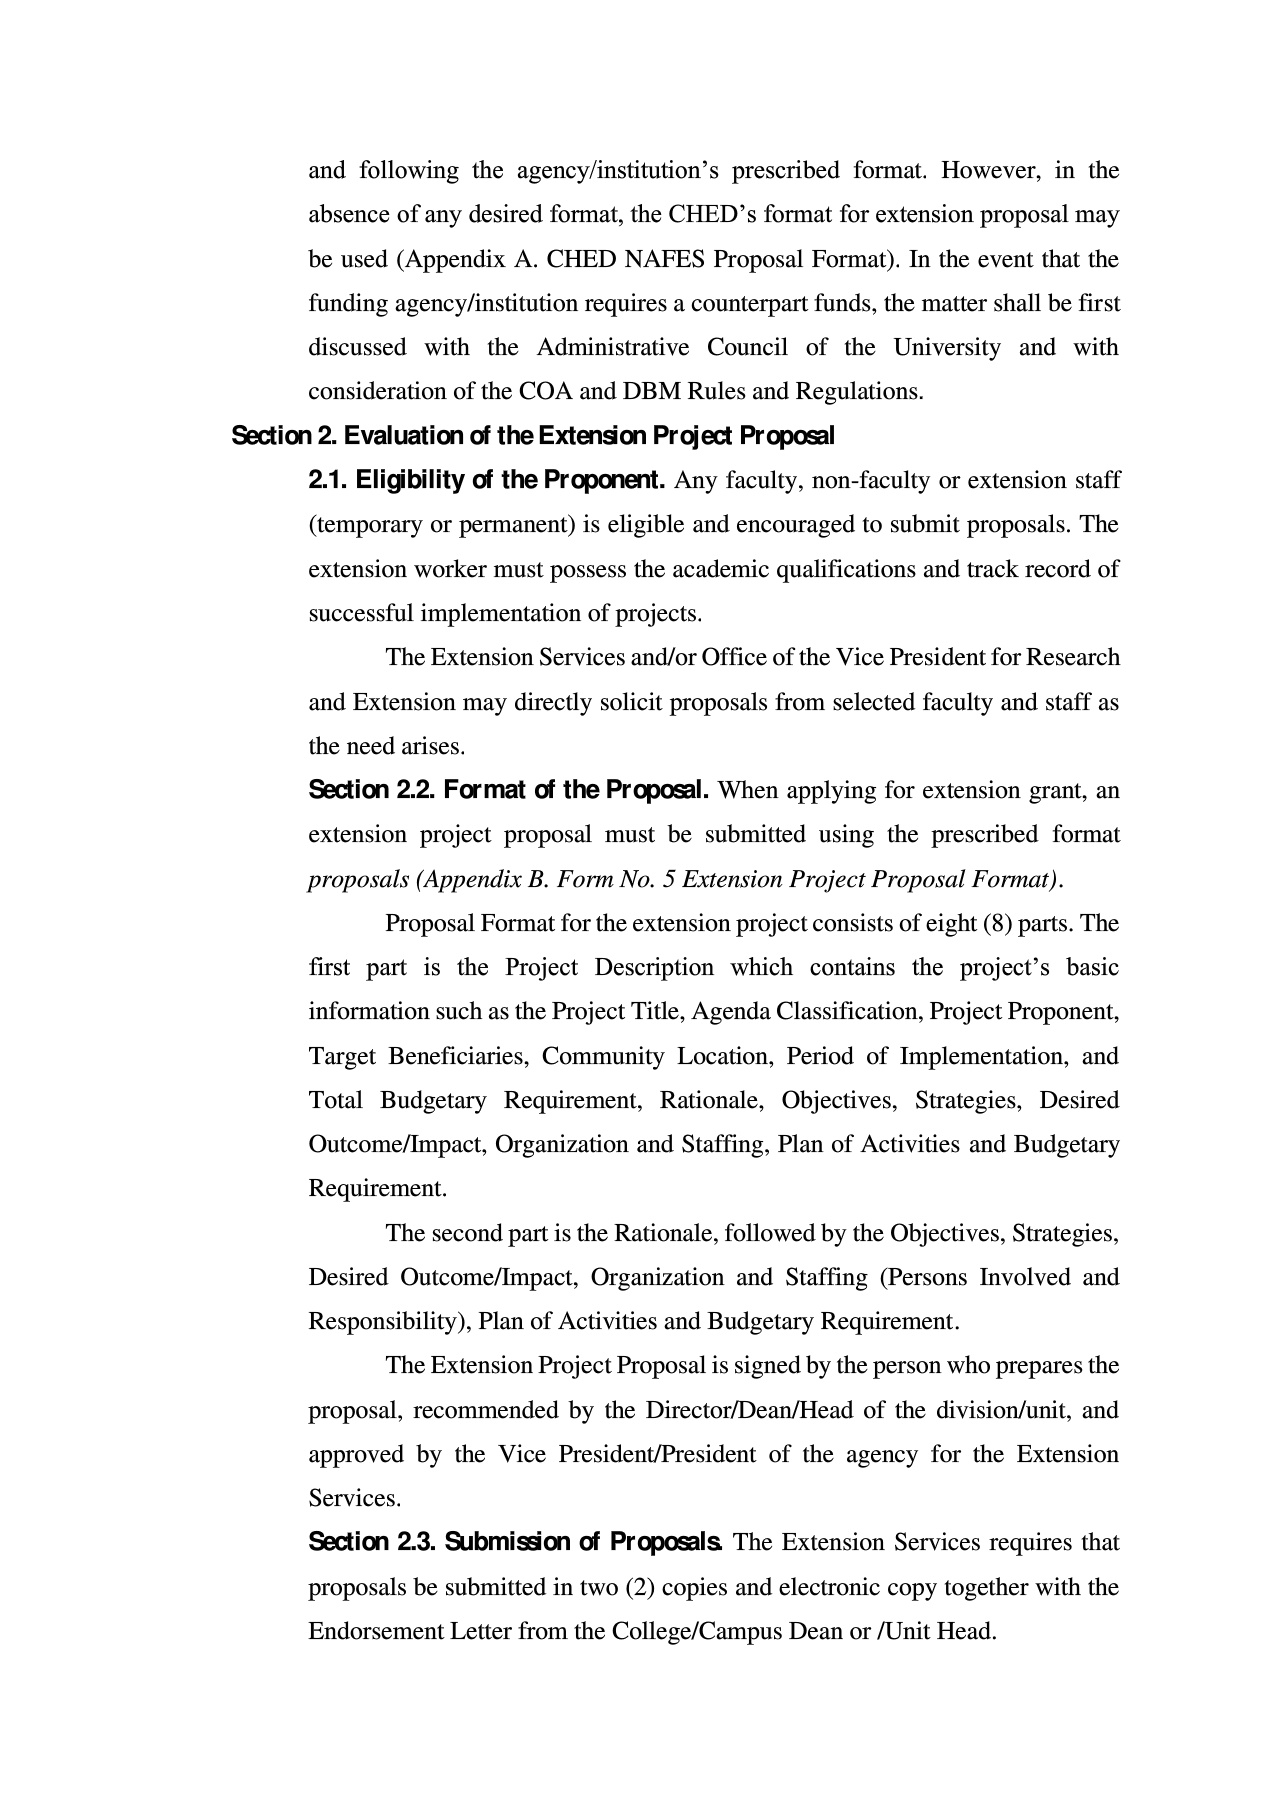 and following the agency/institution’s prescribed format. However, in the
absence of any desired format, the CHED’s format for extension proposal may
be used (Appendix A. CHED NAFES Proposal Format). In the event that the
funding agency/institution requires a counterpart funds, the matter shall be first
discussed with the Administrative Council of the University and with
consideration of the COA and DBM Rules and Regulations.
Section 2. Evaluation of the Extension Project Proposal
2.1. Eligibility of the Proponent. Any faculty, non-faculty or extension staff
(temporary or permanent) is eligible and encouraged to submit proposals. The
extension worker must possess the academic qualifications and track record of
successful implementation of projects.
The Extension Services and/or Office of the Vice President for Research
and Extension may directly solicit proposals from selected faculty and staff as
the need arises.
Section 2.2. Format of the Proposal. When applying for extension grant, an
extension project proposal must be submitted using the prescribed format
proposals (Appendix B. Form No. 5 Extension Project Proposal Format).
Proposal Format for the extension project consists of eight (8) parts. The
first part is the Project Description which contains the project’s basic
information such as the Project Title, Agenda Classification, Project Proponent,
Target Beneficiaries, Community Location, Period of Implementation, and
Total Budgetary Requirement, Rationale, Objectives, Strategies, Desired
Outcome/Impact, Organization and Staffing, Plan of Activities and Budgetary
Requirement.
The second part is the Rationale, followed by the Objectives, Strategies,
Desired Outcome/Impact, Organization and Staffing (Persons Involved and
Responsibility), Plan of Activities and Budgetary Requirement.
The Extension Project Proposal is signed by the person who prepares the
proposal, recommended by the Director/Dean/Head of the division/unit, and
approved by the Vice President/President of the agency for the Extension
Services.
Section 2.3. Submission of Proposals. The Extension Services requires that
proposals be submitted in two (2) copies and electronic copy together with the
Endorsement Letter from the College/Campus Dean or /Unit Head.